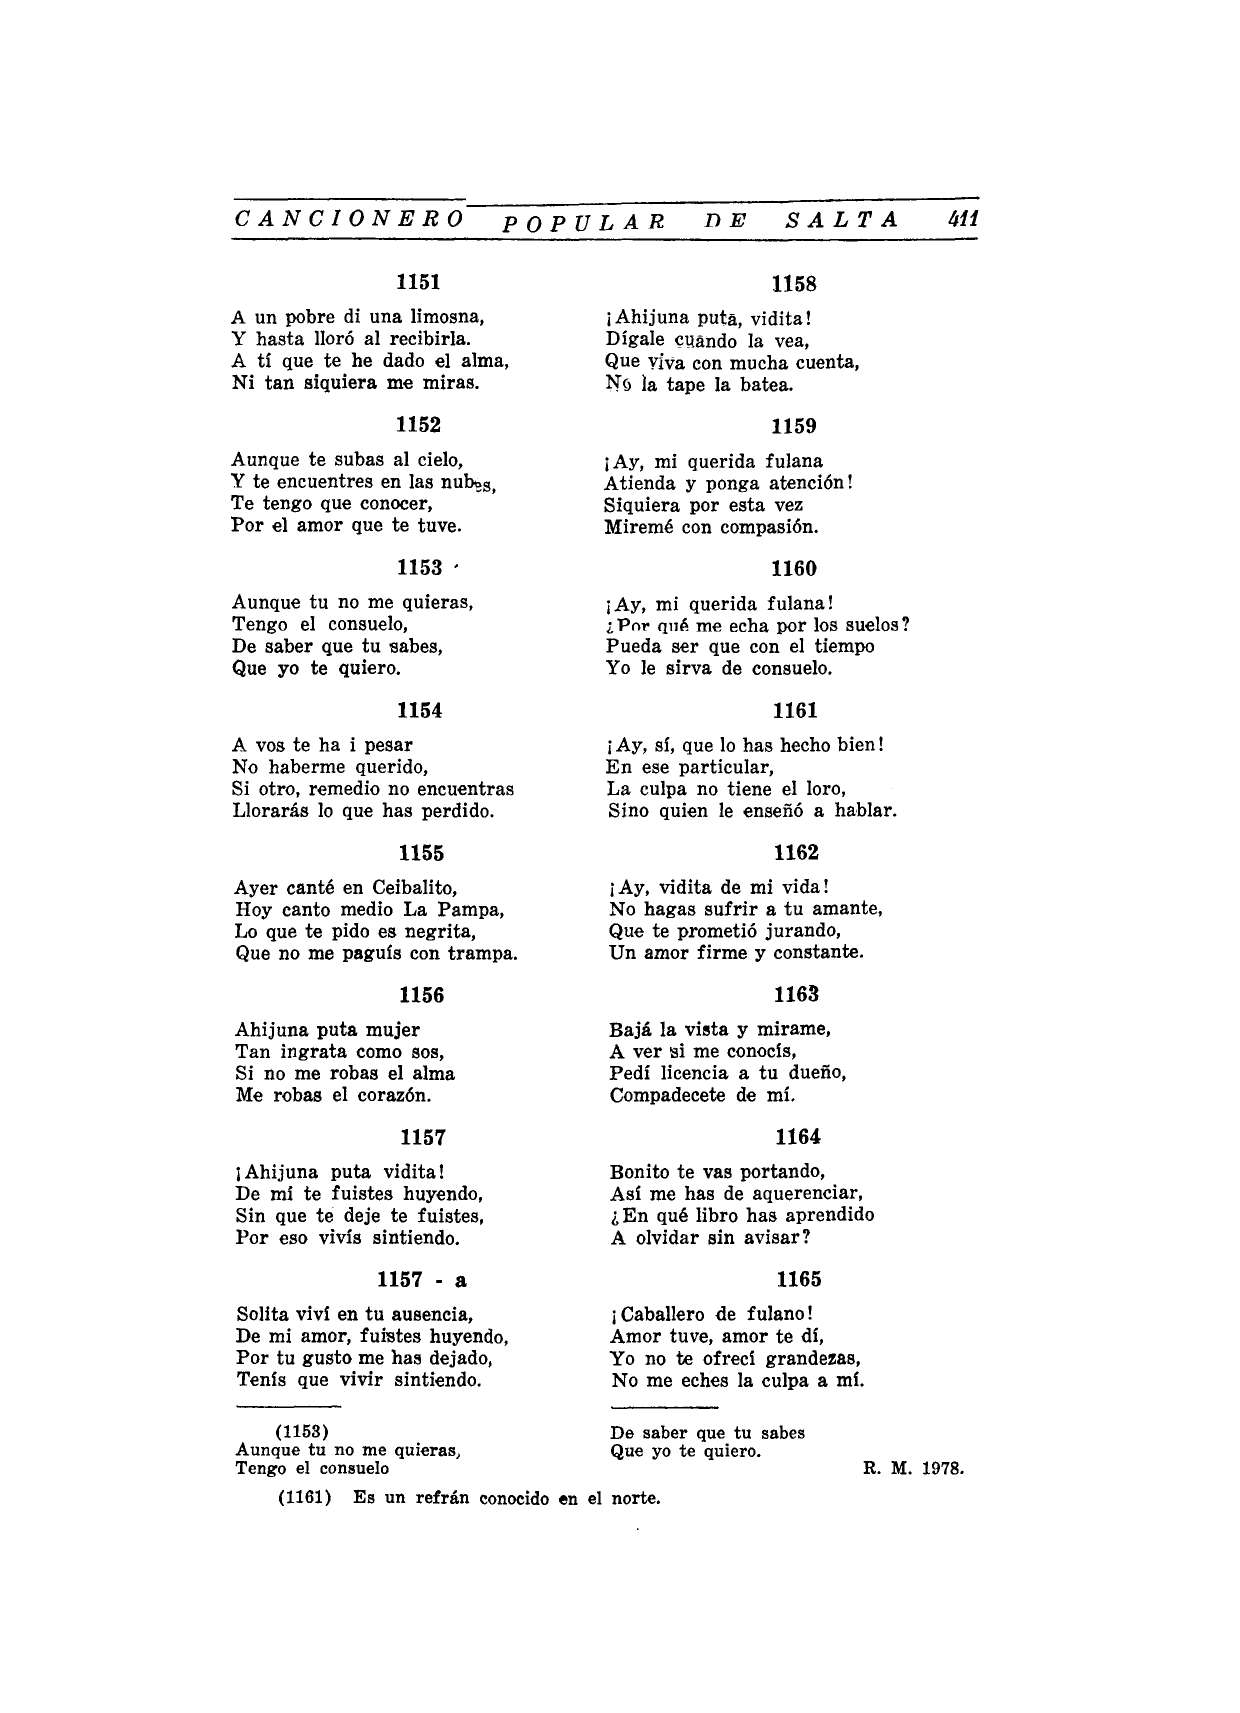 CANCIONERO POPULAR DE SALTA 411
1151
A un pobre di una limosna,
Y hasta lloró al recibirla.
A tí que te he dado el alma,
Ni tan siquiera me miras.
1152
Aunque te subas al cielo,
Y te encuentres en las nubes,
Te tengo que conocer,
Por el amor que te tuve.
1153
Aunque tu no me quieras,
Tengo el consuelo,
De saber que tu sabes,
Que yo te quiero.
1154
A vos te ha i pesar
No haberme querido,
Si otro, remedio no encuentras
Llorarás lo que has perdido.
1155
Ayer canté en Ceibalito,
Hoy canto medio La Pampa,
Lo que te pido es negrita,
Que no me paguís con trampa.
1156
Ahijuna puta mujer
Tan ingrata como sos,
Si no me robas el alma
Me robas el corazón.
1157
¡Ahijuna puta vidita!
De mí te fuistes huyendo,
Sin que te deje te fuistes,
Por eso vivís sintiendo.
1157 - a
Solita viví en tu ausencia,
De mi amor, fuistes huyendo,
Por tu gusto me has dejado,
Tenís que vivir sintiendo.
1158
¡Ahijuna puta, vidita!
Dígale cuando la vea,
Que viva con mucha cuenta,
No la tape la batea.
1159
¡Ay, mi querida fulana
Atienda y ponga atención!
Siquiera por esta vez
Miremé con compasión.
1160
¡Ay, mi querida fulana!
¿Por qué me echa por los suelos?
Pueda ser que con el tiempo
Yo le sirva de consuelo.
1161
¡Ay, sí, que lo has hecho bien!
En ese particular,
La culpa no tiene el loro,
Sino quien le enseñó a hablar.
1162
¡Ay, vidita de mi vida!
No hagas sufrir a tu amante,
Que te prometió jurando,
Un amor firme y constante.
1163
Bajá la vista y mirame,
A ver si me conocís,
Pedí licencia a tu dueño,
Compadecete de mí.
1164
Bonito te vas portando,
Así me has de aquerenciar,
¿En qué libro has aprendido
A olvidar sin avisar?
1165
¡Caballero de fulano!
Amor tuve, amor te dí,
Yo no te ofrecí grandezas,
No me eches la culpa a mí.
(1153)
Aunque tu no me quieras,
Tengo el consuelo
De saber que tu sabes
Que yo te quiero.
R. M. 1978.
(1161) Es un refrán conocido en el norte.